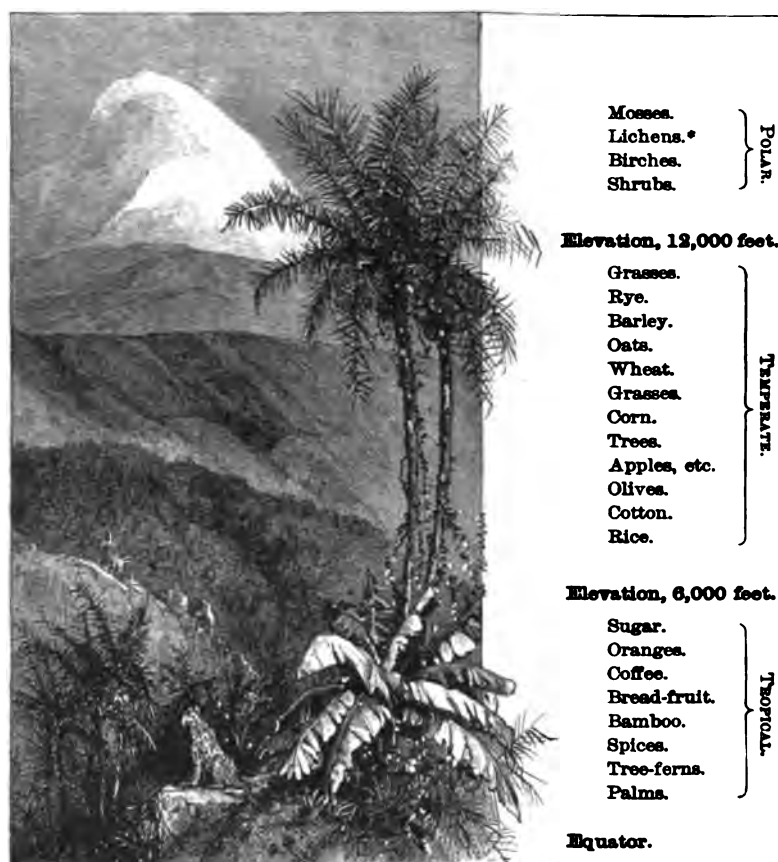 Mosses.
Lichens.*
Birches.
Shrubs.
POLAR.
Elevation, 12,000 feet.
Grasses.
Rye.
Barley.
Oats.
Wheat.
Grasses.
Corn.
Trees.
Apples, etc.
Olives.
Cotton.
Rice.
TEMPERATE.
Elevation, 6,000 feet.
Sugar.
Oranges.
Coffee.
Bread-fruit.
Bamboo.
Spices.
Tree-ferns.
Palms.
TROPICAL.
Equator.